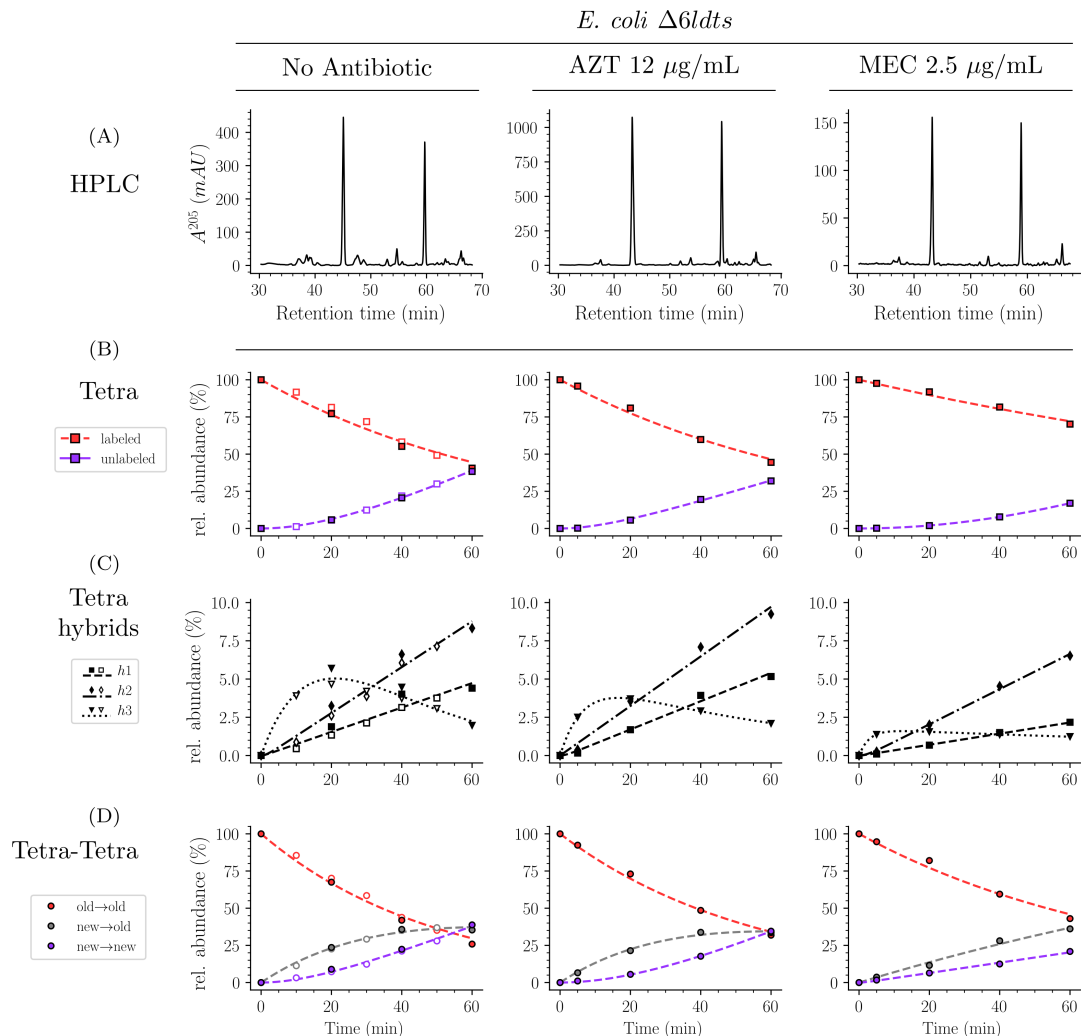 E. coli Δ6ldts
No Antibiotic
AZT 12 μg/mL
MEC 2.5 μg/mL
(A)
HPLC
A²⁰⁵ (mAU)
400
300
200
100
0
30 40 50 60 70
Retention time (min)
1000
750
500
250
0
30 40 50 60
Retention time (min)
150
100
50
0
30 40 50 60
Retention time (min)
(B)
Tetra
labeled
unlabeled
rel. abundance (%)
100
75
50
25
0
0 20 40 60
100
75
50
25
0
0 20 40 60
100
75
50
25
0
0 20 40 60
(C)
Tetra
hybrids
h1
h2
h3
rel. abundance (%)
10.0
7.5
5.0
2.5
0.0
0 20 40 60
10.0
7.5
5.0
2.5
0.0
0 20 40 60
10.0
7.5
5.0
2.5
0.0
0 20 40 60
(D)
Tetra-Tetra
old→old
new→old
new→new
rel. abundance (%)
100
75
50
25
0
0 20 40 60
Time (min)
100
75
50
25
0
0 20 40 60
Time (min)
100
75
50
25
0
0 20 40 60
Time (min)